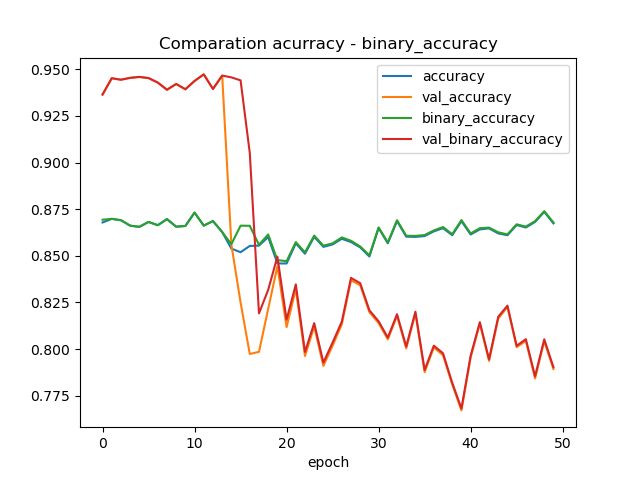 Comparation acurracy - binary_accuracy
0.950
0.925
0.900
0.875
0.850
0.825
0.800
0.775
accuracy
val_accuracy
binary_accuracy
val_binary_accuracy
0 10 20 30 40 50
epoch